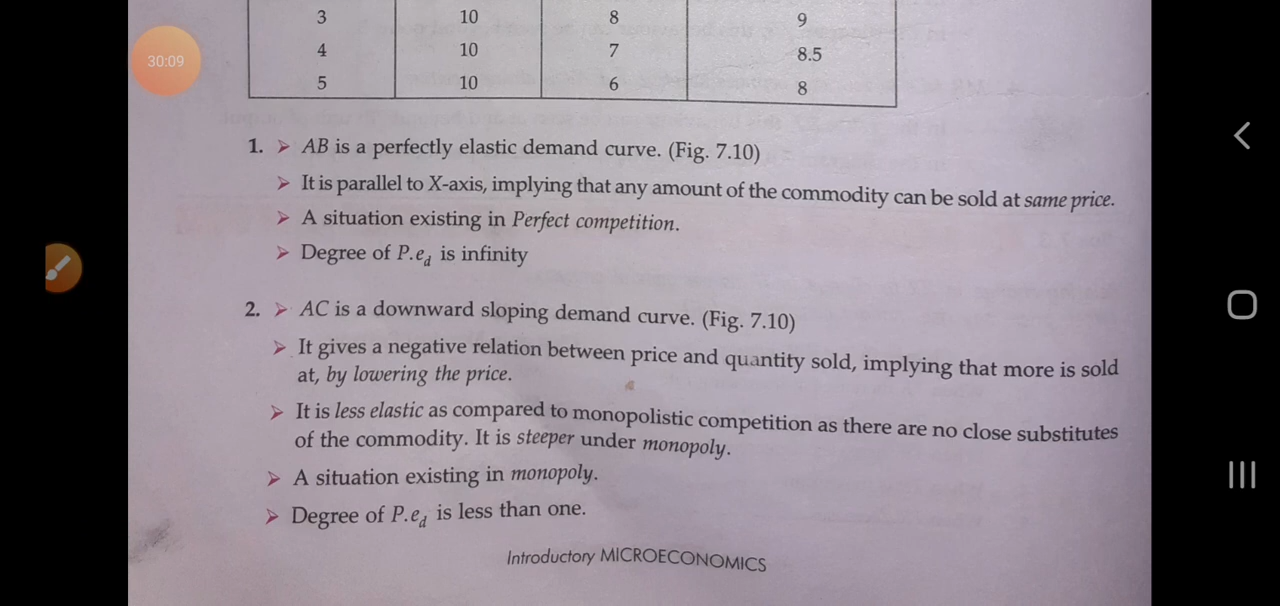 3 10 8 9
30:09
4 10 7 8.5
5 10 6 8
1. ➢ AB is a perfectly elastic demand curve. (Fig. 7.10)
➢ It is parallel to X-axis, implying that any amount of the commodity can be sold at same price.
➢ A situation existing in Perfect competition.
➢ Degree of P.ed is infinity
2. ➢ AC is a downward sloping demand curve. (Fig. 7.10)
➢ It gives a negative relation between price and quantity sold, implying that more is sold
at, by lowering the price.
➢ It is less elastic as compared to monopolistic competition as there are no close substitutes
of the commodity. It is steeper under monopoly.
➢ A situation existing in monopoly.
➢ Degree of P.ed is less than one.
Introductory MICROECONOMICS